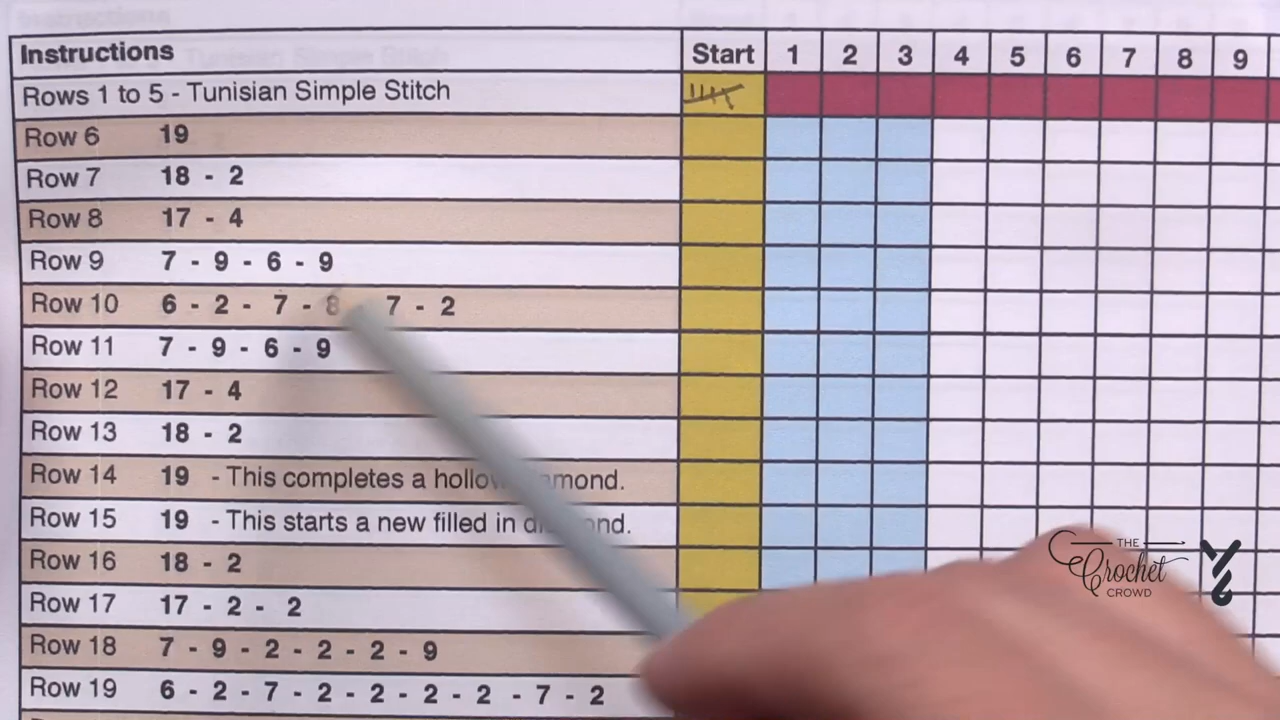 Instructions Start 1 2 3 4 5 6 7 8 9
Rows 1 to 5 - Tunisian Simple Stitch
Row 6 19
Row 7 18 - 2
Row 8 17 - 4
Row 9 7 - 9 - 6 - 9
Row 10 6 - 2 - 7 - 8 7 - 2
Row 11 7 - 9 - 6 - 9
Row 12 17 - 4
Row 13 18 - 2
Row 14 19 - This completes a hollow
Row 15 19 - This starts a new filled in
Row 16 18 - 2
Row 17 17 - 2 - 2
Row 18 7 - 9 - 2 - 2 - 2 - 9
Row 19 6 - 2 - 7 - 2 - 2 - 2 - 2 - 7 - 2
THE
Crochet
CROWD